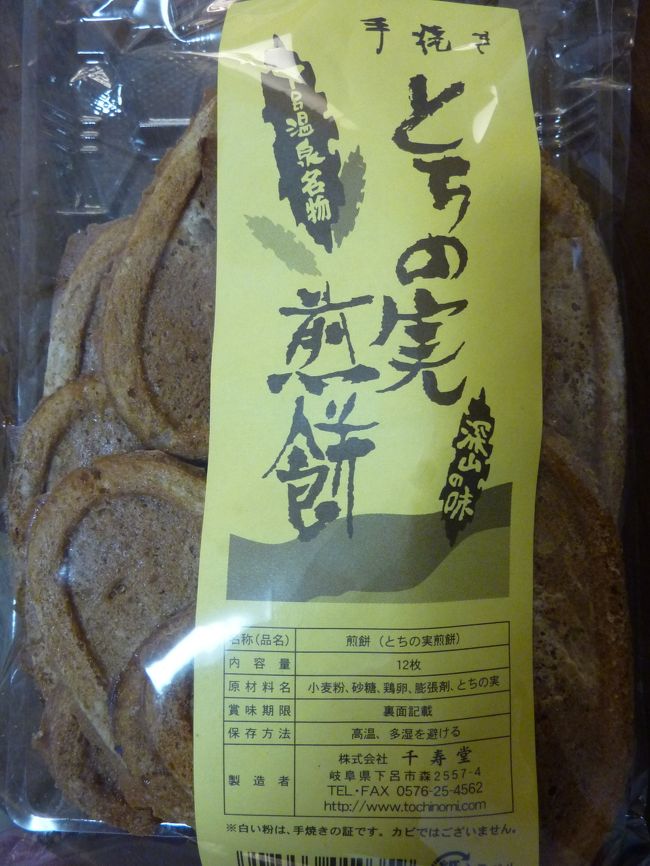 手焼き
とちの実
煎餅
下呂温泉名物
深山の味
名称(品名) 煎餅(とちの実煎餅)
内容量 12枚
原材料名 小麦粉、砂糖、鶏卵、膨張剤、とちの実
賞味期限 裏面記載
保存方法 高温、多湿を避ける
製造者 株式会社 千寿堂
岐阜県下呂市森2557-4
TEL・FAX 0576-25-4562
http://www.tochinomi.com
※白い粉は、手焼きの証です。カビではございません。